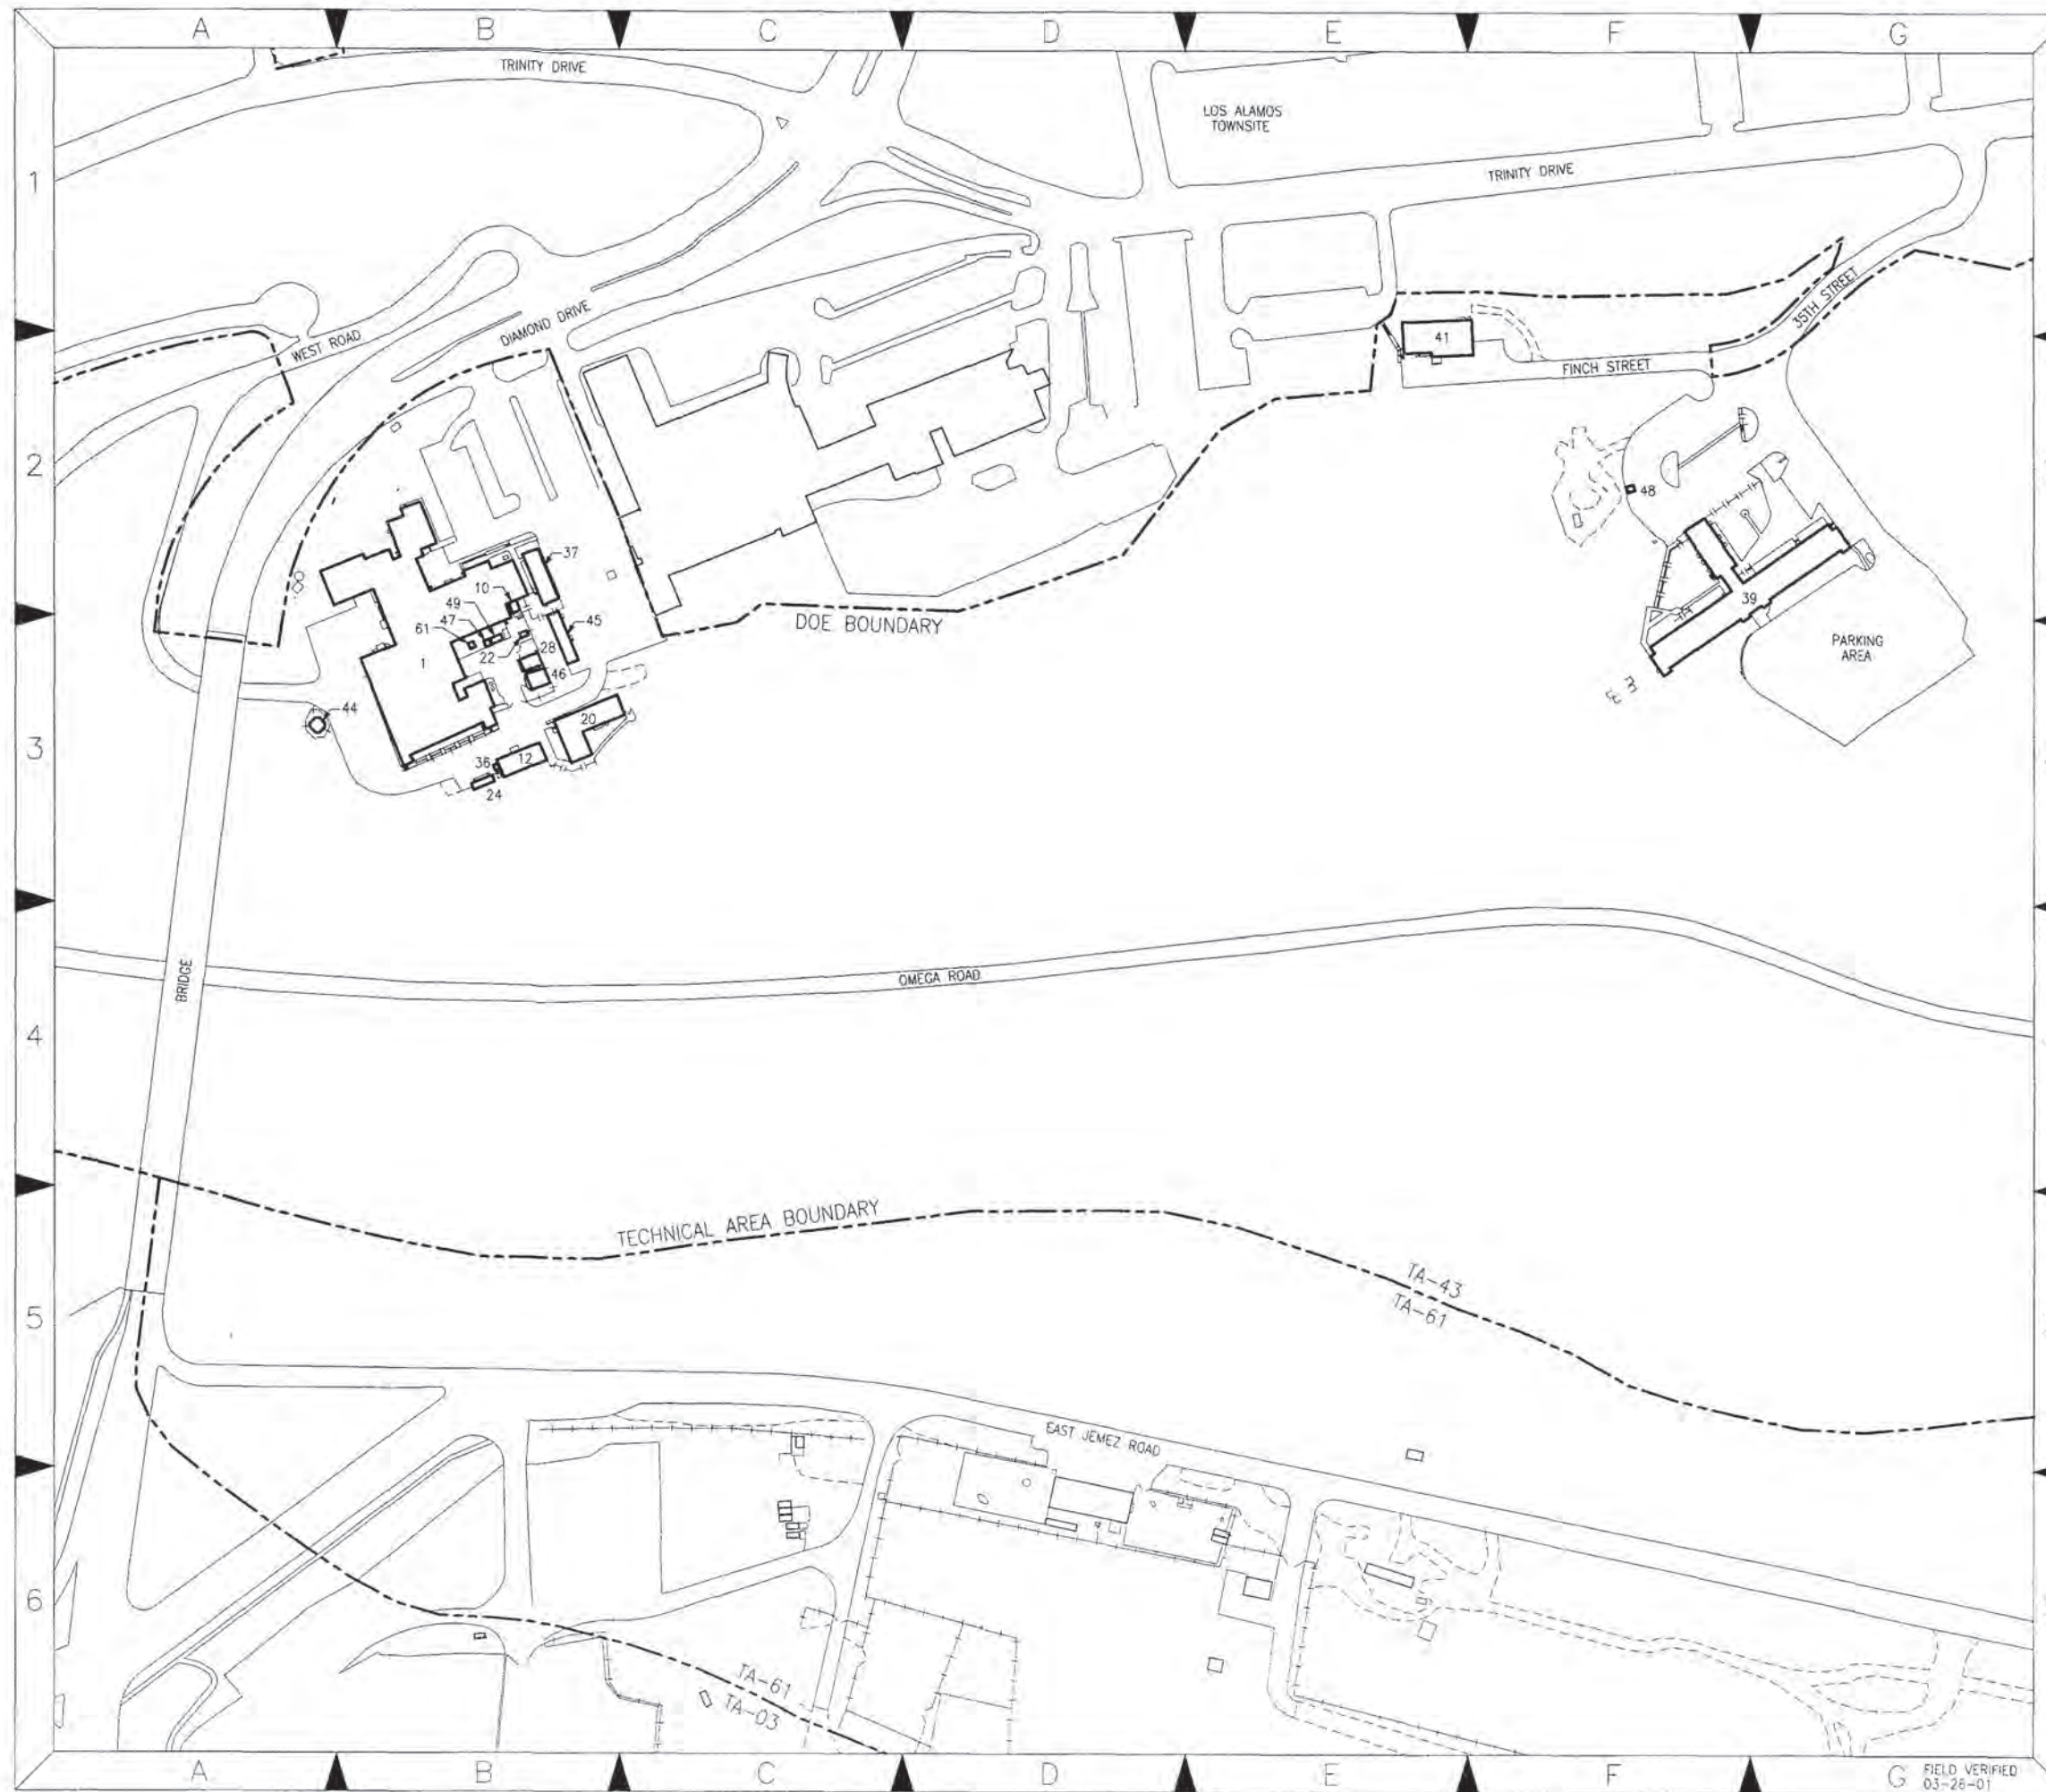 A B C D E F G
TRINITY DRIVE
LOS ALAMOS
TOWNSITE
1
TRINITY DRIVE
35TH STREET
DIAMOND DRIVE
WEST ROAD
41
FINCH STREET
2
48
37
10
49
39
47
45
DOE BOUNDARY
61
28
22
1
PARKING
AREA
46
44
20
3
36
12
24
BRIDGE
OMEGA ROAD
4
TECHNICAL AREA BOUNDARY
TA-43
TA-61
5
EAST JEMEZ ROAD
6
TA-61
TA-03
A B C D E F G
FIELD VERIFIED
03-26-01